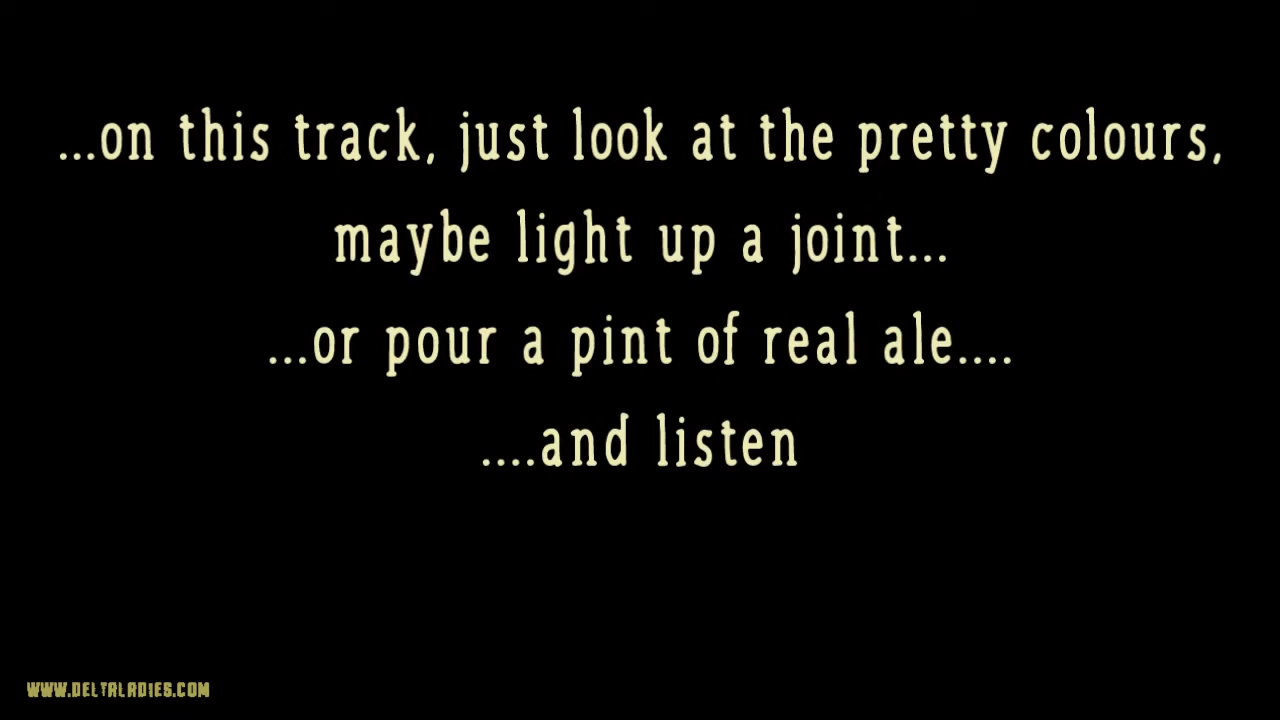 ...on this track, just look at the pretty colours,
maybe light up a joint...
...or pour a pint of real ale....
....and listen
WWW.DELTALADIES.COM